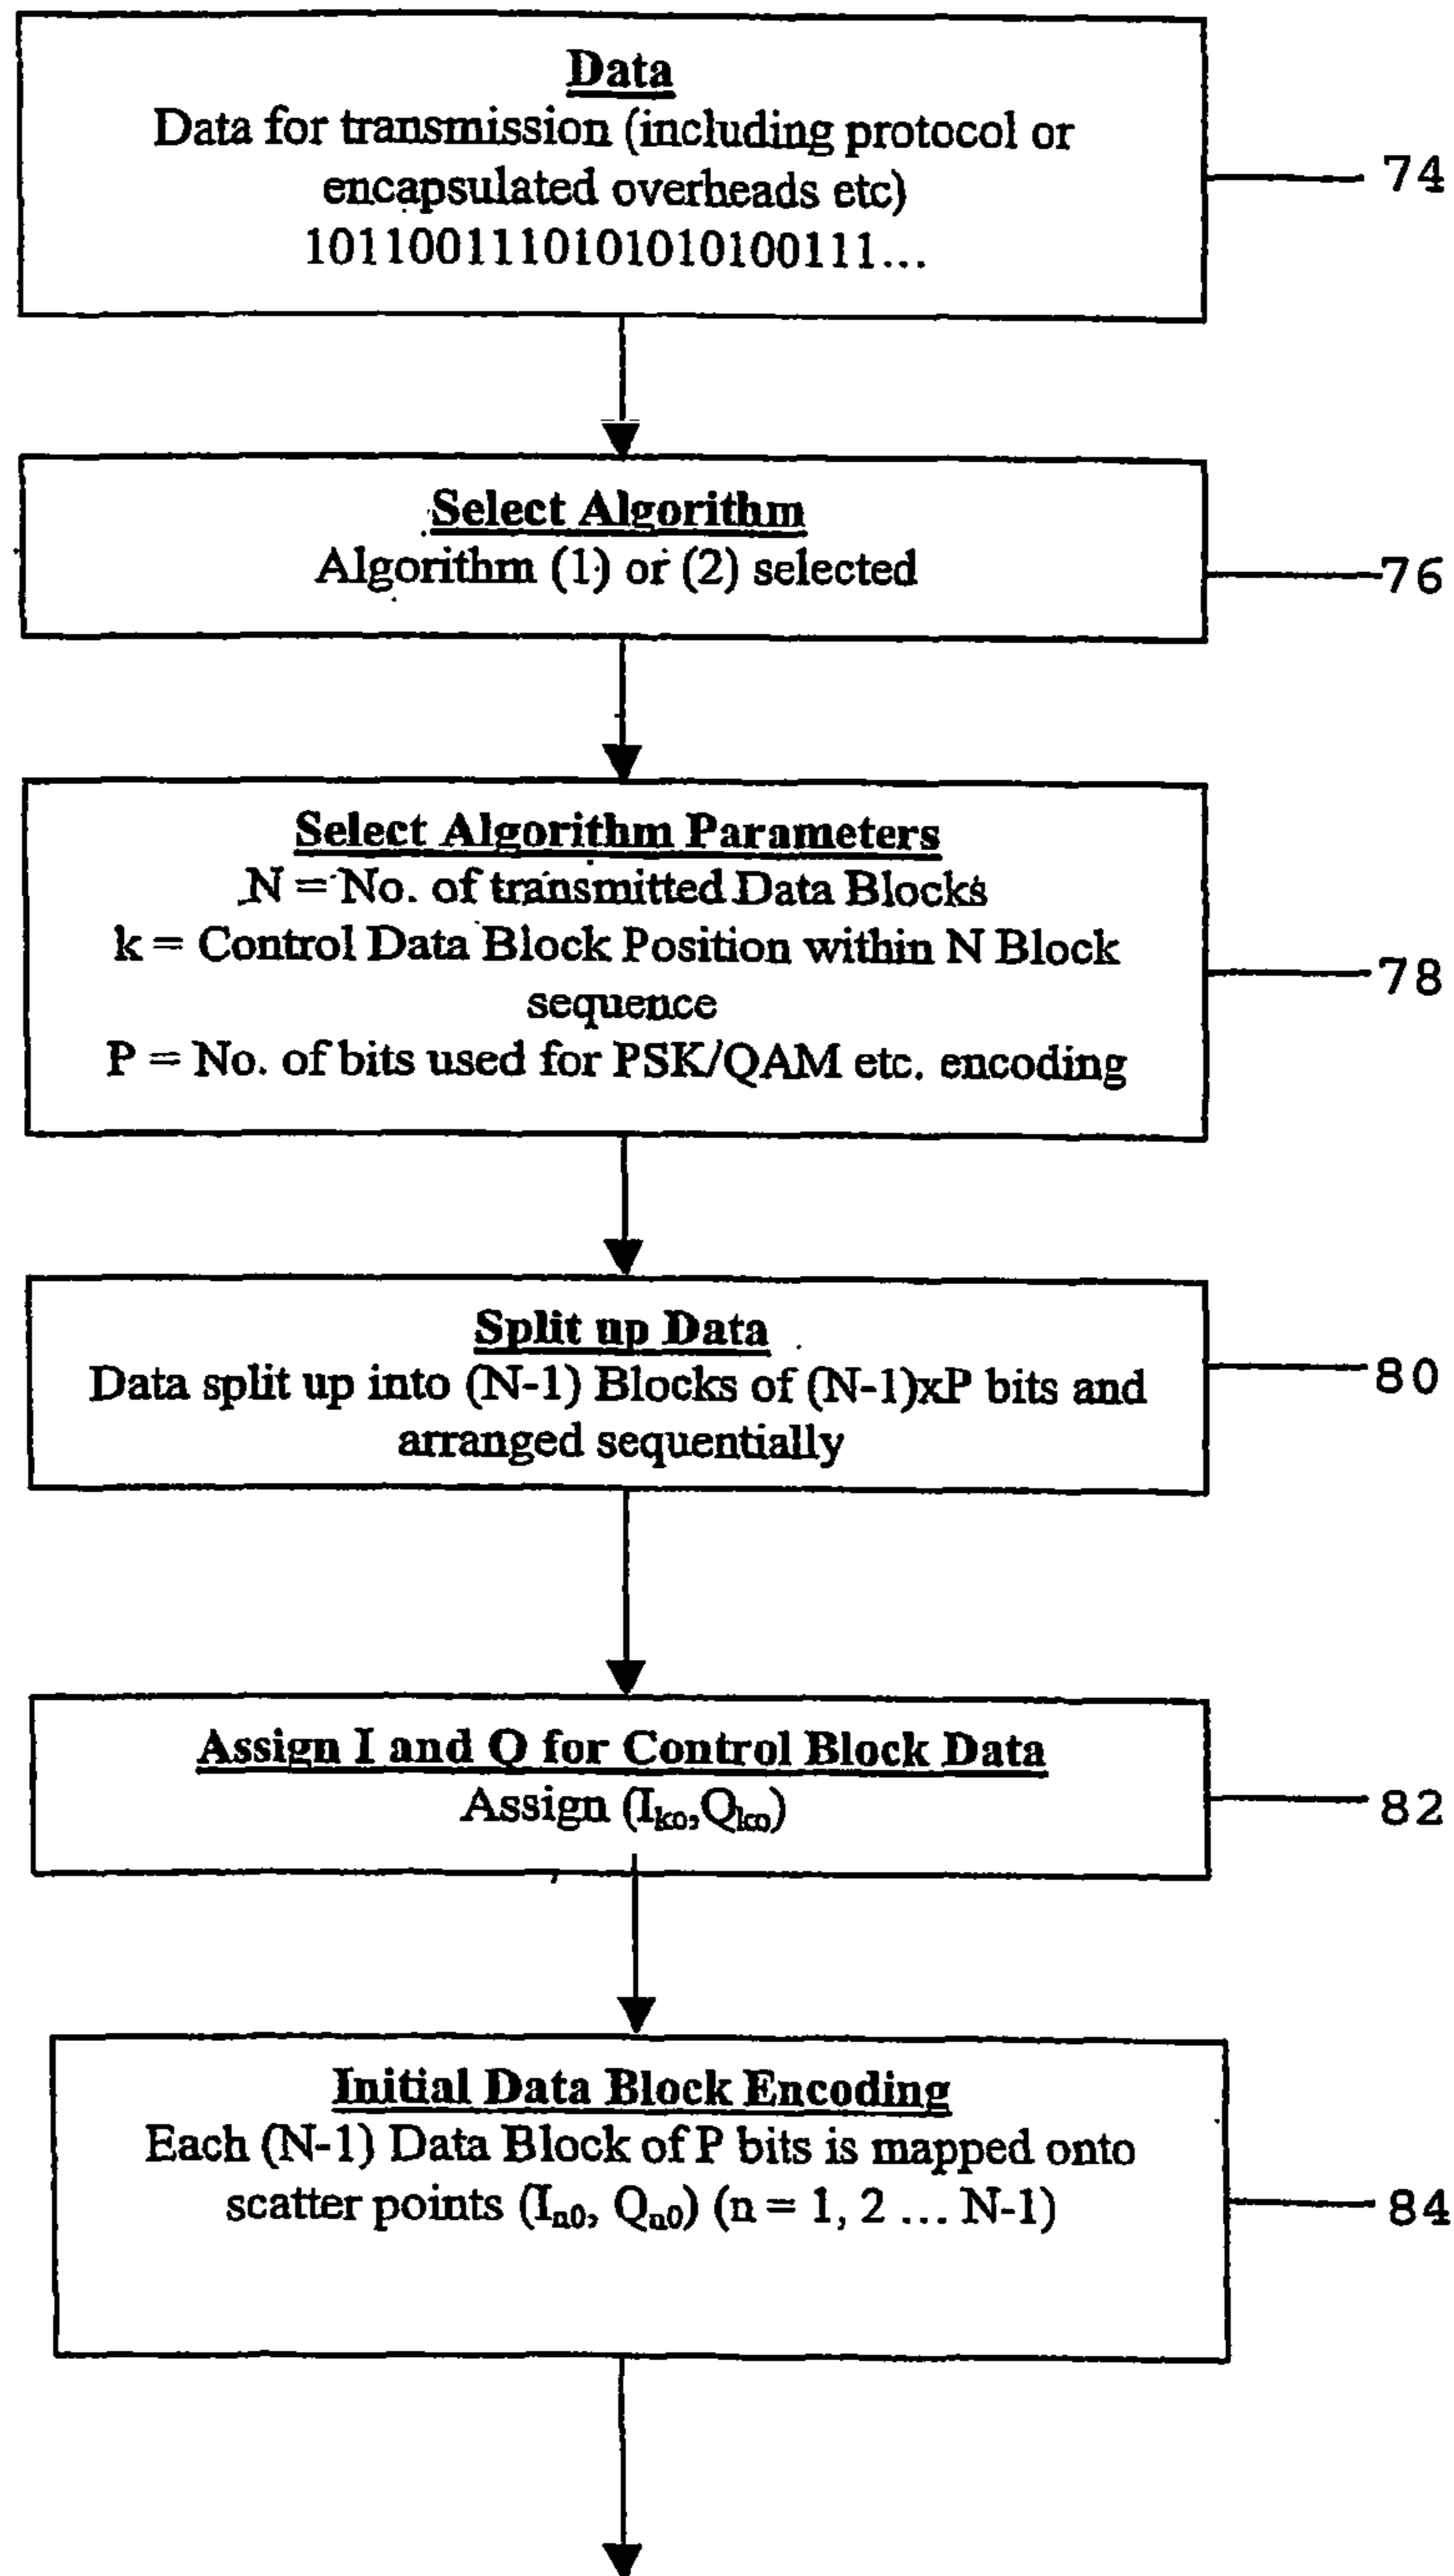 Data
Data for transmission (including protocol or
encapsulated overheads etc)
1011001110101010100111...
74
Select Algorithm
Algorithm (1) or (2) selected
76
Select Algorithm Parameters
N = No. of transmitted Data Blocks
k = Control Data Block Position within N Block
sequence
P = No. of bits used for PSK/QAM etc. encoding
78
Split up Data
Data split up into (N-1) Blocks of (N-1)xP bits and
arranged sequentially
80
Assign I and Q for Control Block Data
Assign (Iko,Qko)
82
Initial Data Block Encoding
Each (N-1) Data Block of P bits is mapped onto
scatter points (In0, Qn0) (n = 1, 2 ... N-1)
84